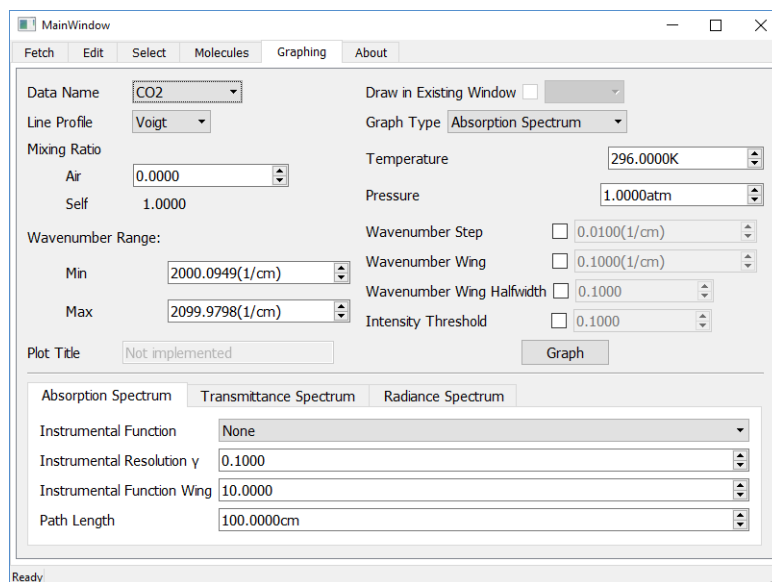 MainWindow
Fetch Edit Select Molecules Graphing About
Data Name CO2 Draw in Existing Window
Line Profile Voigt Graph Type Absorption Spectrum
Mixing Ratio
Temperature 296.0000K
Air 0.0000
Pressure 1.0000atm
Self 1.0000
Wavenumber Step 0.0100(1/cm)
Wavenumber Range:
Wavenumber Wing 0.1000(1/cm)
Min 2000.0949(1/cm)
Wavenumber Wing Halfwidth 0.1000
Max 2099.9798(1/cm)
Intensity Threshold 0.1000
Plot Title Not implemented Graph
Absorption Spectrum Transmittance Spectrum Radiance Spectrum
Instrumental Function None
Instrumental Resolution γ 0.1000
Instrumental Function Wing 10.0000
Path Length 100.0000cm
Ready